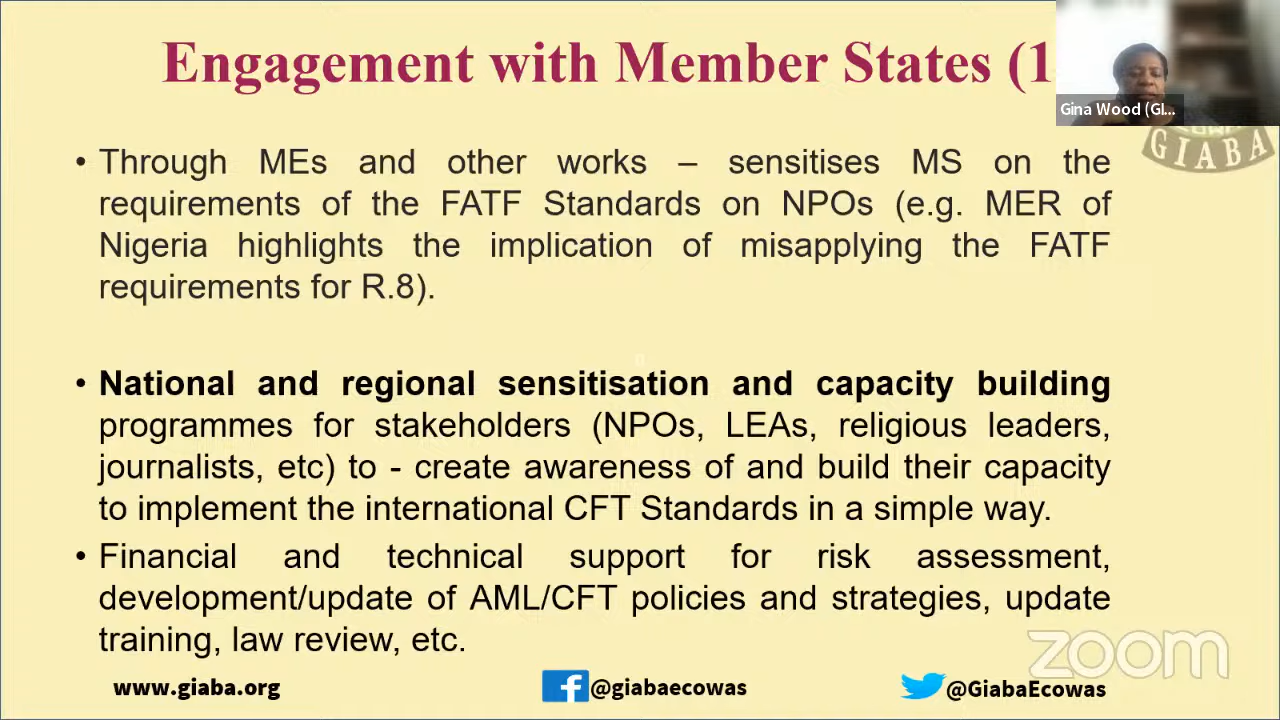 Engagement with Member States (1
Gina Wood (GI...
GIABA
• Through MEs and other works – sensitises MS on the
requirements of the FATF Standards on NPOs (e.g. MER of
Nigeria highlights the implication of misapplying the FATF
requirements for R.8).
• National and regional sensitisation and capacity building
programmes for stakeholders (NPOs, LEAs, religious leaders,
journalists, etc) to - create awareness of and build their capacity
to implement the international CFT Standards in a simple way.
• Financial and technical support for risk assessment,
development/update of AML/CFT policies and strategies, update
training, law review, etc.
zoom
www.giaba.org
@giabaecowas
@GiabaEcowas